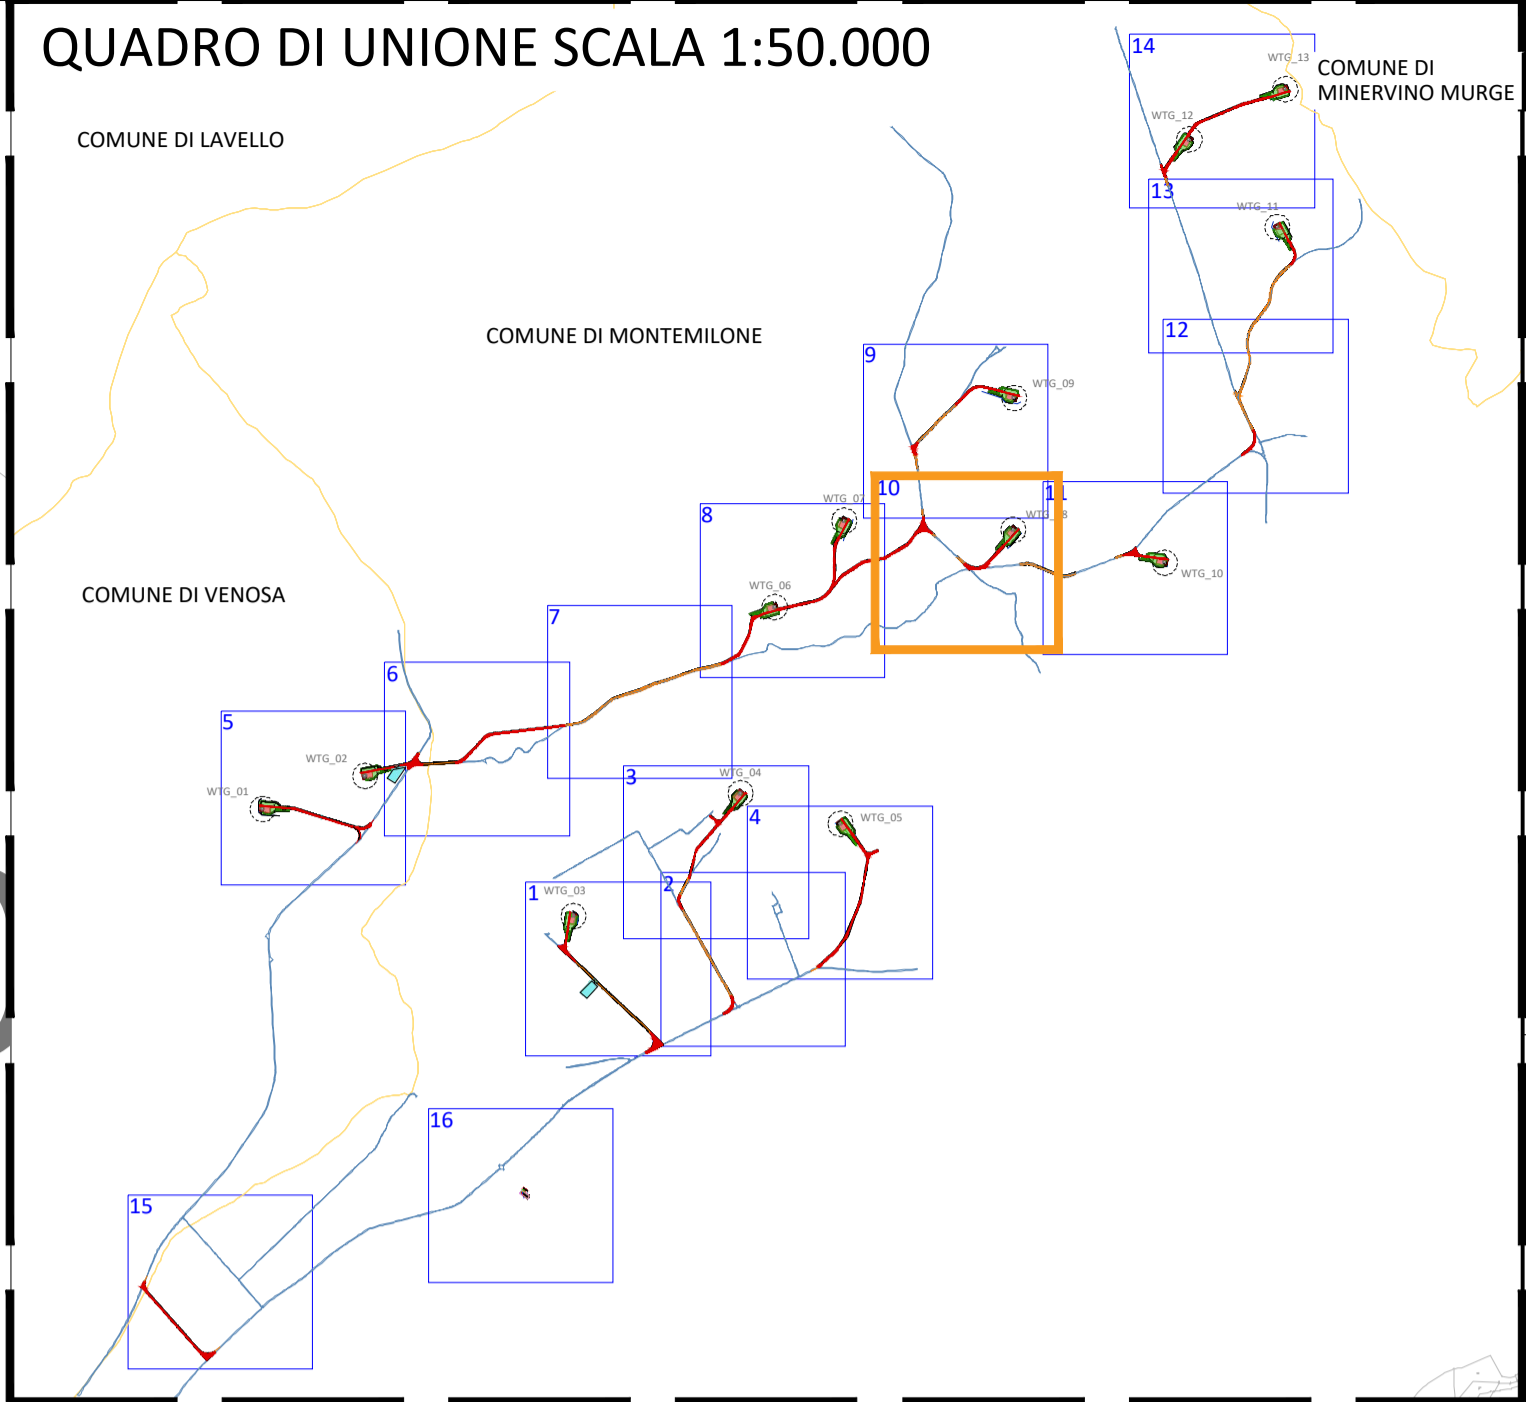 QUADRO DI UNIONE SCALA 1:50.000
14
WTG_13
COMUNE DI
MINERVINO MURGE
WTG_12
COMUNE DI LAVELLO
13
WTG_11
12
COMUNE DI MONTEMILONE
9
WTG_09
10
11
WTG_07
8
WTG_10
WTG_06
COMUNE DI VENOSA
7
6
5
WTG_02
WTG_01
3
WTG_04
4
WTG_05
2
1
WTG_03
16
15